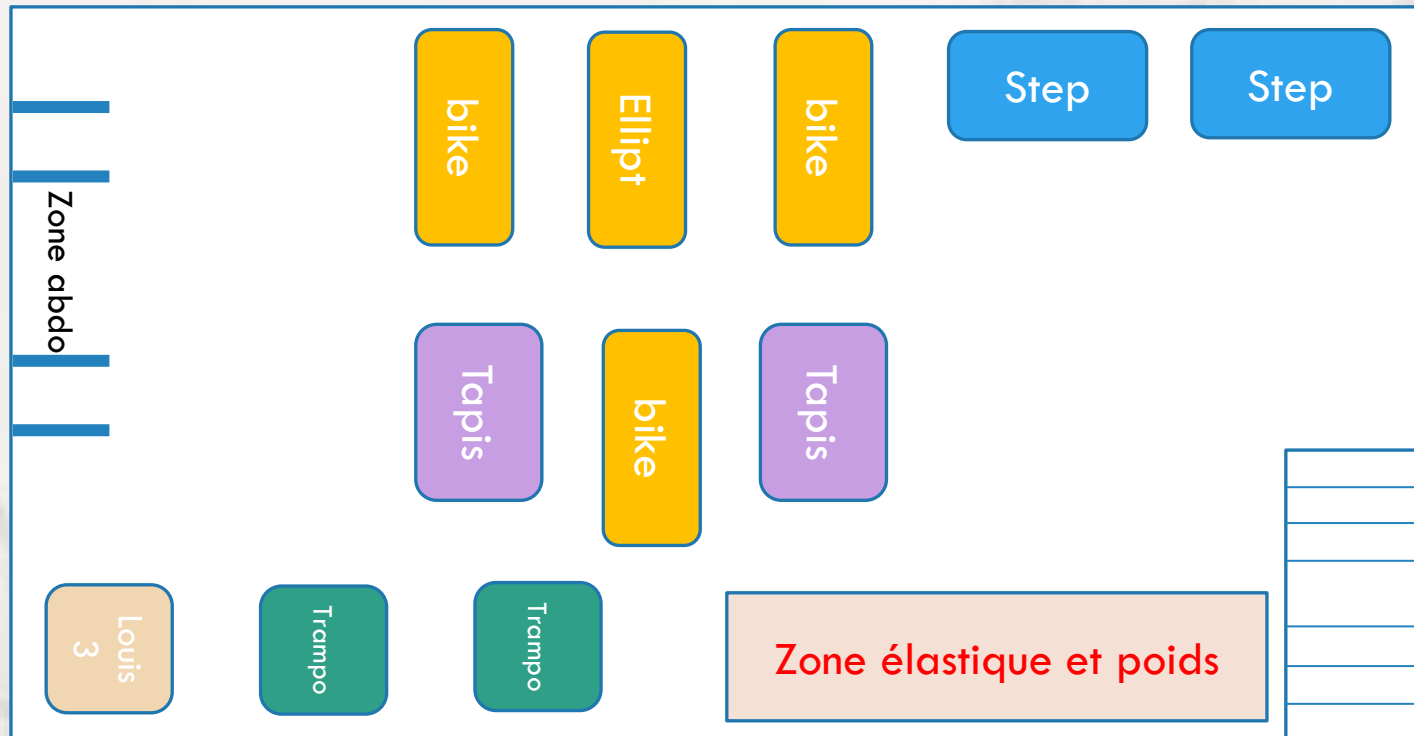 bike
Ellipt
bike
Step
Step
Zone abdo
Tapis
bike
Tapis
Louis
3
Trampo
Trampo
Zone élastique et poids